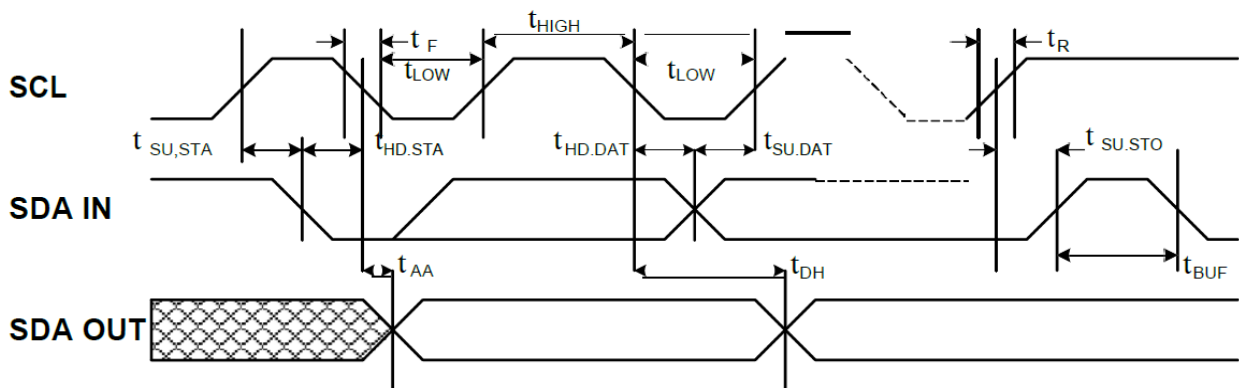 tHIGH
tF
tR
tLOW
tLOW
SCL
t SU,STA
tHD.STA
tHD.DAT
tSU.DAT
t SU.STO
SDA IN
tAA
tDH
tBUF
SDA OUT